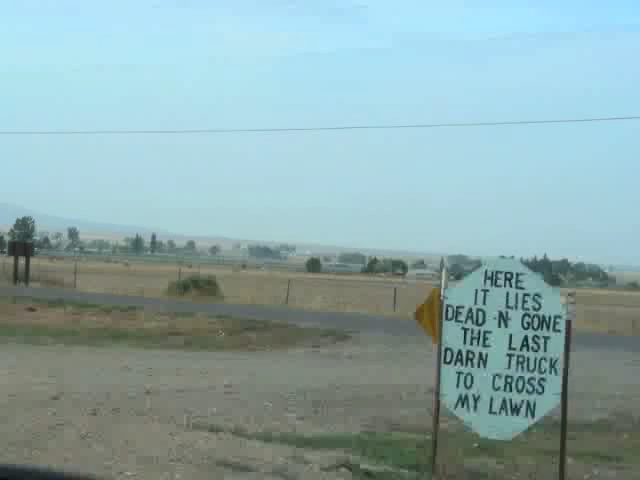 HERE
IT LIES
DEAD N GONE
THE LAST
DARN TRUCK
TO CROSS
MY LAWN